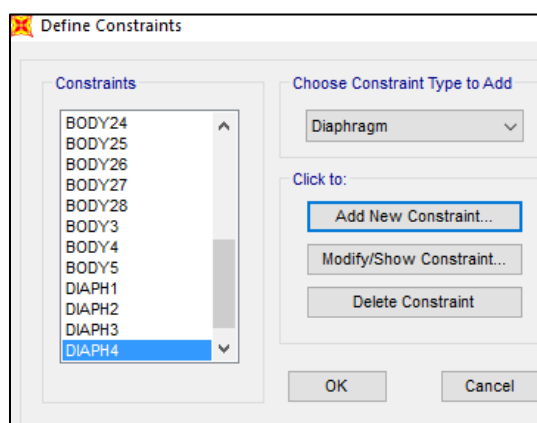 Define Constraints
Constraints
BODY24
BODY25
BODY26
BODY27
BODY28
BODY3
BODY4
BODY5
DIAPH1
DIAPH2
DIAPH3
DIAPH4
Choose Constraint Type to Add
Diaphragm
Click to:
Add New Constraint...
Modify/Show Constraint...
Delete Constraint
OK
Cancel